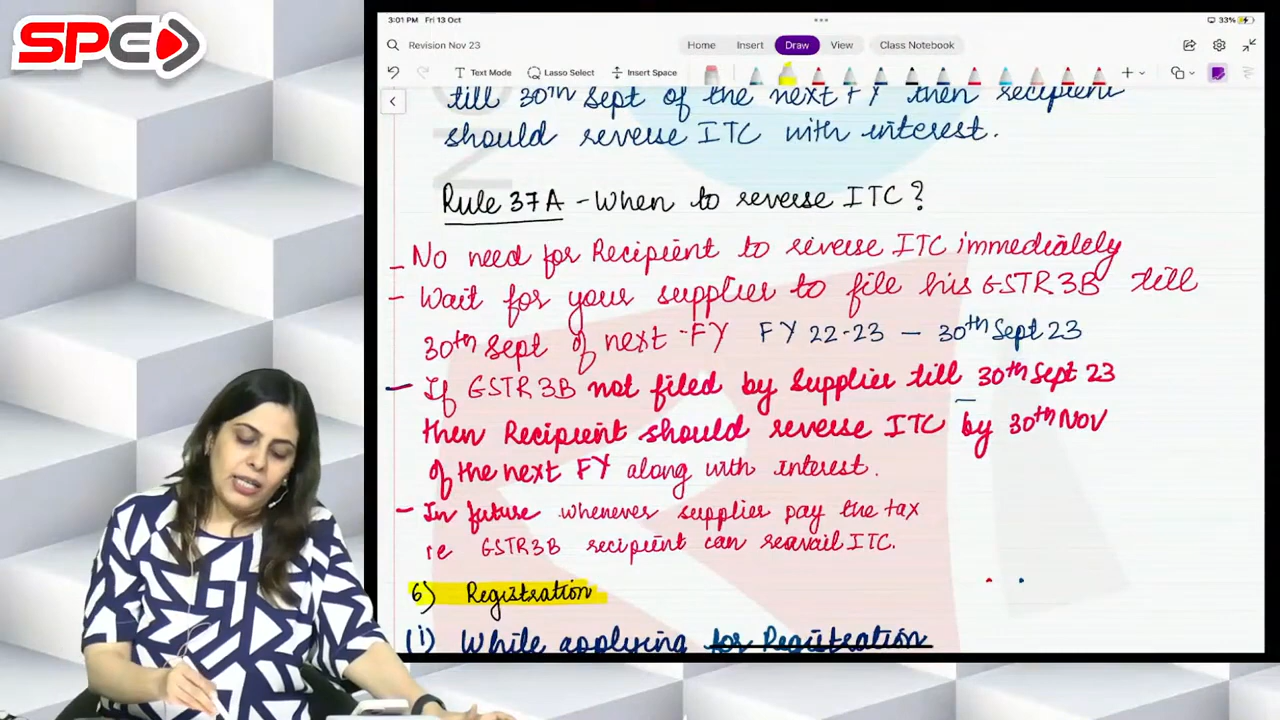 SPC
3:01 PM Fri 13 Oct
33%
Revision Nov 23
Home Insert Draw View Class Notebook
Text Mode Lasso Select Insert Space
till 30th Sept of the next FY then recipient
should reverse ITC with interest.
Rule 37A - When to reverse ITC?
- No need for Recipient to reverse ITC immediately
- Wait for your supplier to file his GSTR3B till
30th Sept of next FY FY 22-23 — 30th Sept 23
- If GSTR3B not filed by Supplier till 30th Sept 23
then Recipient should reverse ITC by 30th Nov
of the next FY along with interest.
- In future whenever supplier pay the tax
ie GSTR3B recipient can reavail ITC.
6) Registration
(i) While applying for Registration